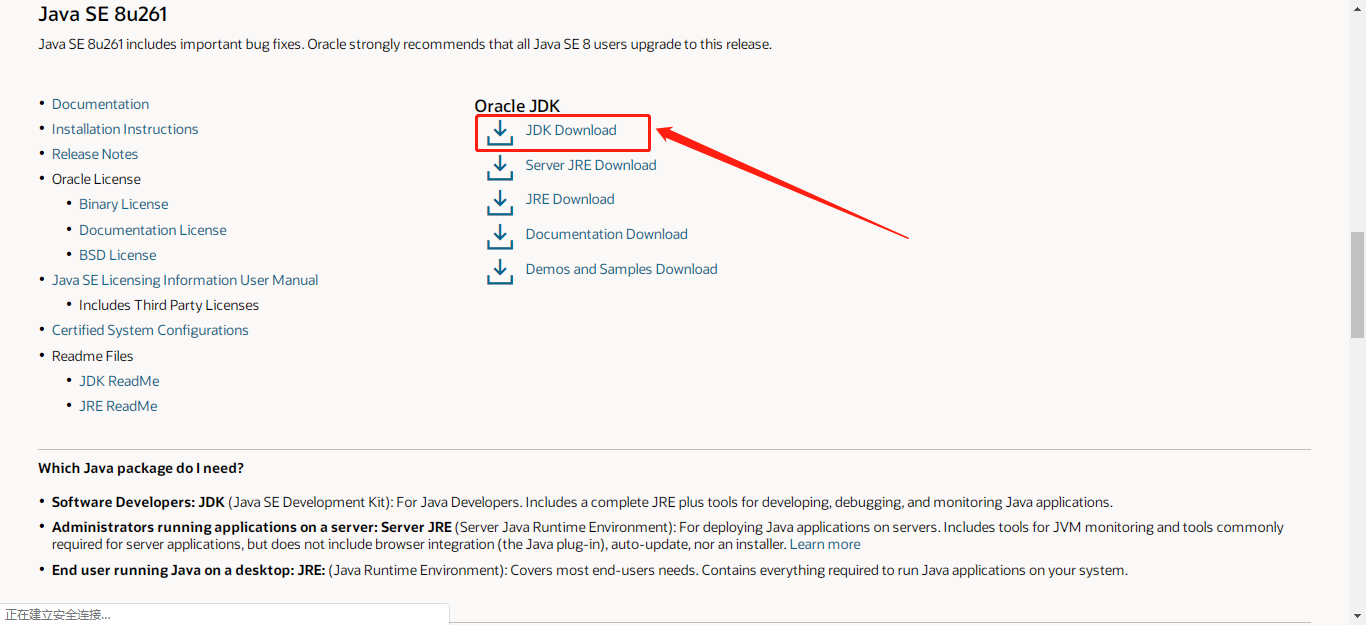 Java SE 8u261
Java SE 8u261 includes important bug fixes. Oracle strongly recommends that all Java SE 8 users upgrade to this release.
Documentation
Installation Instructions
Release Notes
Oracle License
Binary License
Documentation License
BSD License
Java SE Licensing Information User Manual
Includes Third Party Licenses
Certified System Configurations
Readme Files
JDK ReadMe
JRE ReadMe
Oracle JDK
JDK Download
Server JRE Download
JRE Download
Documentation Download
Demos and Samples Download
Which Java package do I need?
Software Developers: JDK (Java SE Development Kit): For Java Developers. Includes a complete JRE plus tools for developing, debugging, and monitoring Java applications.
Administrators running applications on a server: Server JRE (Server Java Runtime Environment): For deploying Java applications on servers. Includes tools for JVM monitoring and tools commonly
required for server applications, but does not include browser integration (the Java plug-in), auto-update, nor an installer. Learn more
End user running Java on a desktop: JRE: (Java Runtime Environment): Covers most end-users needs. Contains everything required to run Java applications on your system.
正在建立安全连接...